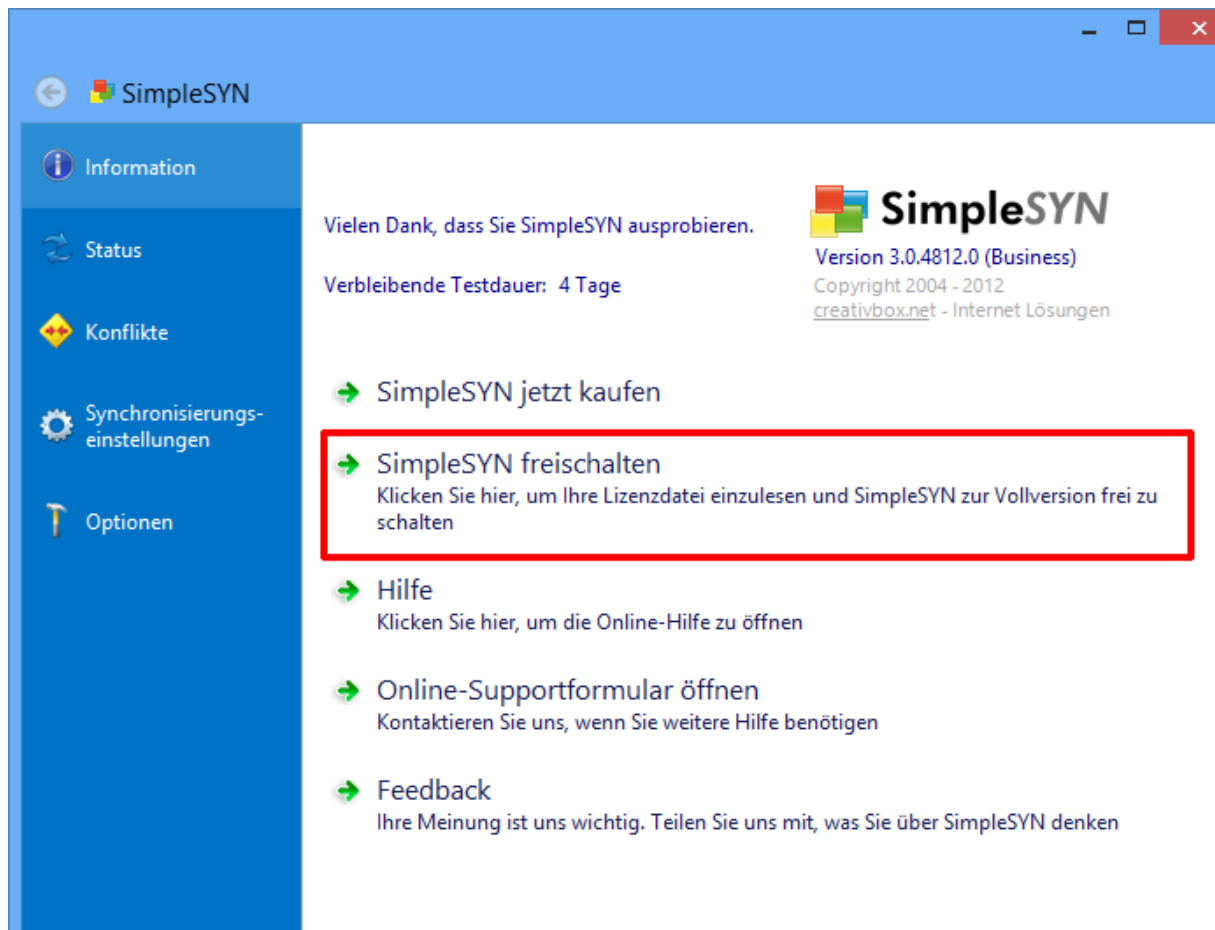 SimpleSYN
Information
Status
Konflikte
Synchronisierungs-
einstellungen
Optionen
Vielen Dank, dass Sie SimpleSYN ausprobieren.
Verbleibende Testdauer: 4 Tage
SimpleSYN
Version 3.0.4812.0 (Business)
Copyright 2004 - 2012
creativbox.net - Internet Lösungen
SimpleSYN jetzt kaufen
SimpleSYN freischalten
Klicken Sie hier, um Ihre Lizenzdatei einzulesen und SimpleSYN zur Vollversion frei zu
schalten
Hilfe
Klicken Sie hier, um die Online-Hilfe zu öffnen
Online-Supportformular öffnen
Kontaktieren Sie uns, wenn Sie weitere Hilfe benötigen
Feedback
Ihre Meinung ist uns wichtig. Teilen Sie uns mit, was Sie über SimpleSYN denken